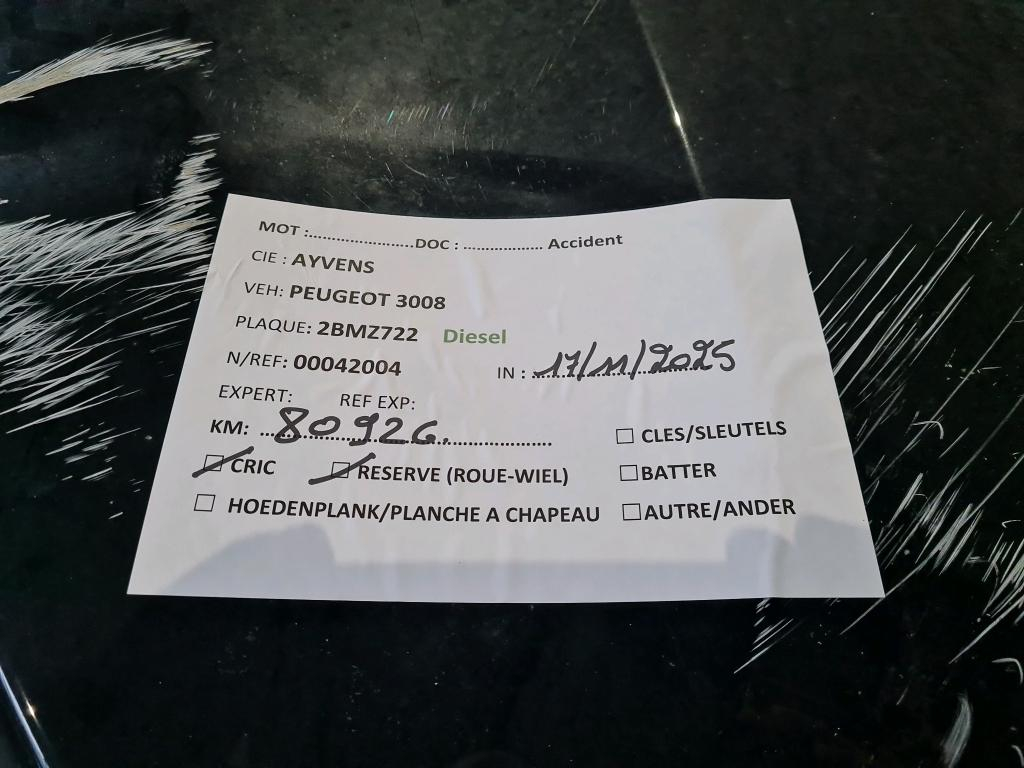 MOT :......................DOC : ................. Accident
CIE : AYVENS
VEH: PEUGEOT 3008
PLAQUE: 2BMZ722 Diesel
N/REF: 00042004 IN : 17/11/2025
EXPERT: REF EXP:
KM: 80926.
☐ CLES/SLEUTELS
☑ CRIC ☑ RESERVE (ROUE-WIEL) ☐ BATTER
☐ HOEDENPLANK/PLANCHE A CHAPEAU ☐ AUTRE/ANDER